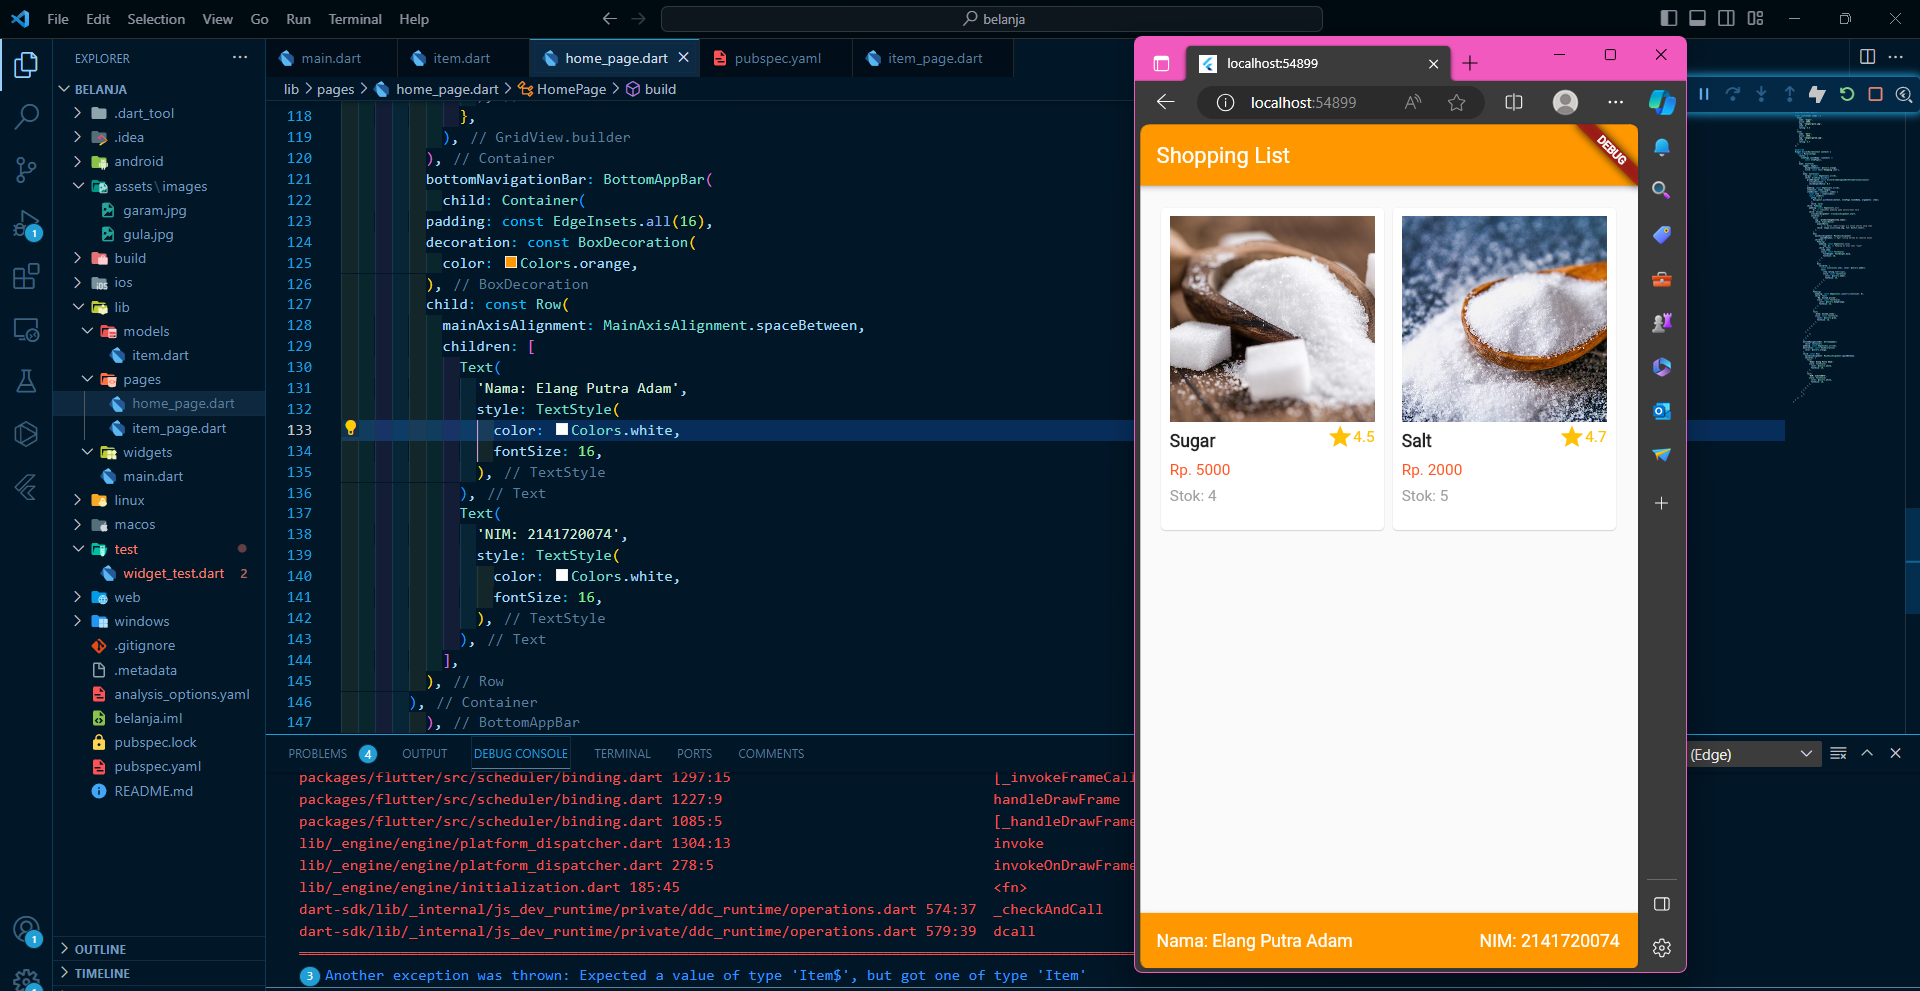 File Edit Selection View Go Run Terminal Help
belanja
EXPLORER
BELANJA
.dart_tool
.idea
android
assets\images
garam.jpg
gula.jpg
build
ios
lib
models
item.dart
pages
home_page.dart
item_page.dart
widgets
main.dart
linux
macos
test
widget_test.dart 2
web
windows
.gitignore
.metadata
analysis_options.yaml
belanja.iml
pubspec.lock
pubspec.yaml
README.md
OUTLINE
TIMELINE
1
1
main.dart item.dart home_page.dart pubspec.yaml item_page.dart
lib > pages > home_page.dart > HomePage > build
118 },
119 ), // GridView.builder
120 ), // Container
121 bottomNavigationBar: BottomAppBar(
122 child: Container(
123 padding: const EdgeInsets.all(16),
124 decoration: const BoxDecoration(
125 color: Colors.orange,
126 ), // BoxDecoration
127 child: const Row(
128 mainAxisAlignment: MainAxisAlignment.spaceBetween,
129 children: [
130 Text(
131 'Nama: Elang Putra Adam',
132 style: TextStyle(
133 color: Colors.white,
134 fontSize: 16,
135 ), // TextStyle
136 ), // Text
137 Text(
138 'NIM: 2141720074',
139 style: TextStyle(
140 color: Colors.white,
141 fontSize: 16,
142 ), // TextStyle
143 ), // Text
144 ],
145 ), // Row
146 ), // Container
147 ), // BottomAppBar
PROBLEMS 4 OUTPUT DEBUG CONSOLE TERMINAL PORTS COMMENTS
(Edge)
packages/flutter/src/scheduler/binding.dart 1297:15 [_invokeFrameCall
packages/flutter/src/scheduler/binding.dart 1227:9 handleDrawFrame
packages/flutter/src/scheduler/binding.dart 1085:5 [_handleDrawFrame
lib/_engine/engine/platform_dispatcher.dart 1304:13 invoke
lib/_engine/engine/platform_dispatcher.dart 278:5 invokeOnDrawFrame
lib/_engine/engine/initialization.dart 185:45 <fn>
dart-sdk/lib/_internal/js_dev_runtime/private/ddc_runtime/operations.dart 574:37 _checkAndCall
dart-sdk/lib/_internal/js_dev_runtime/private/ddc_runtime/operations.dart 579:39 dcall
3 Another exception was thrown: Expected a value of type 'Item$', but got one of type 'Item'
localhost:54899
localhost:54899
Shopping List
DEBUG
Sugar 4.5
Rp. 5000
Stok: 4
Salt 4.7
Rp. 2000
Stok: 5
Nama: Elang Putra Adam NIM: 2141720074